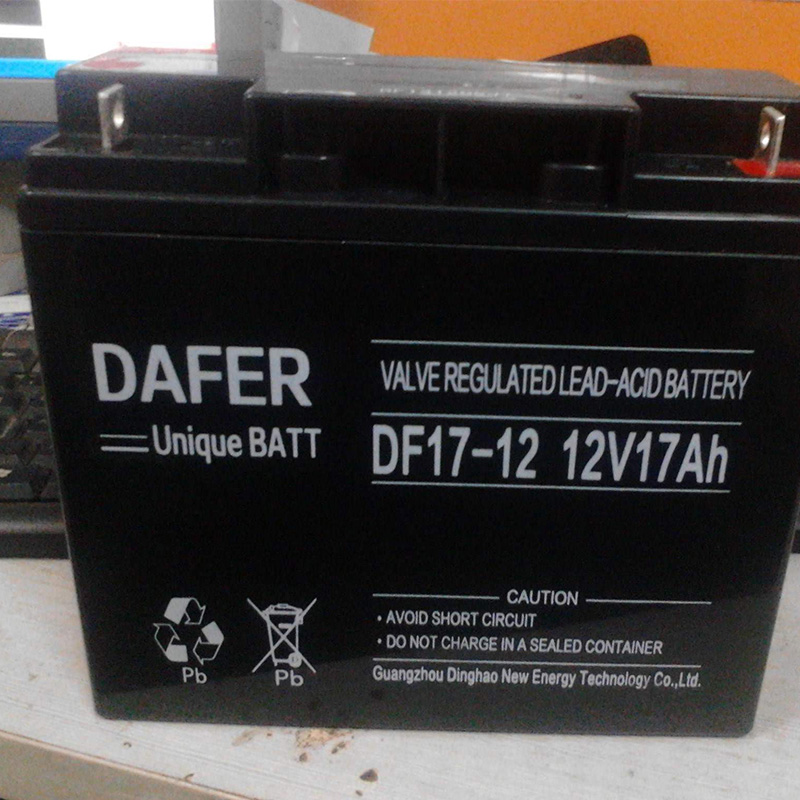 DAFER
Unique BATT
VALVE REGULATED LEAD-ACID BATTERY
DF17-12 12V17Ah
Pb
Pb
CAUTION
• AVOID SHORT CIRCUIT
• DO NOT CHARGE IN A SEALED CONTAINER
Guangzhou Dinghao New Energy Technology Co.,Ltd.